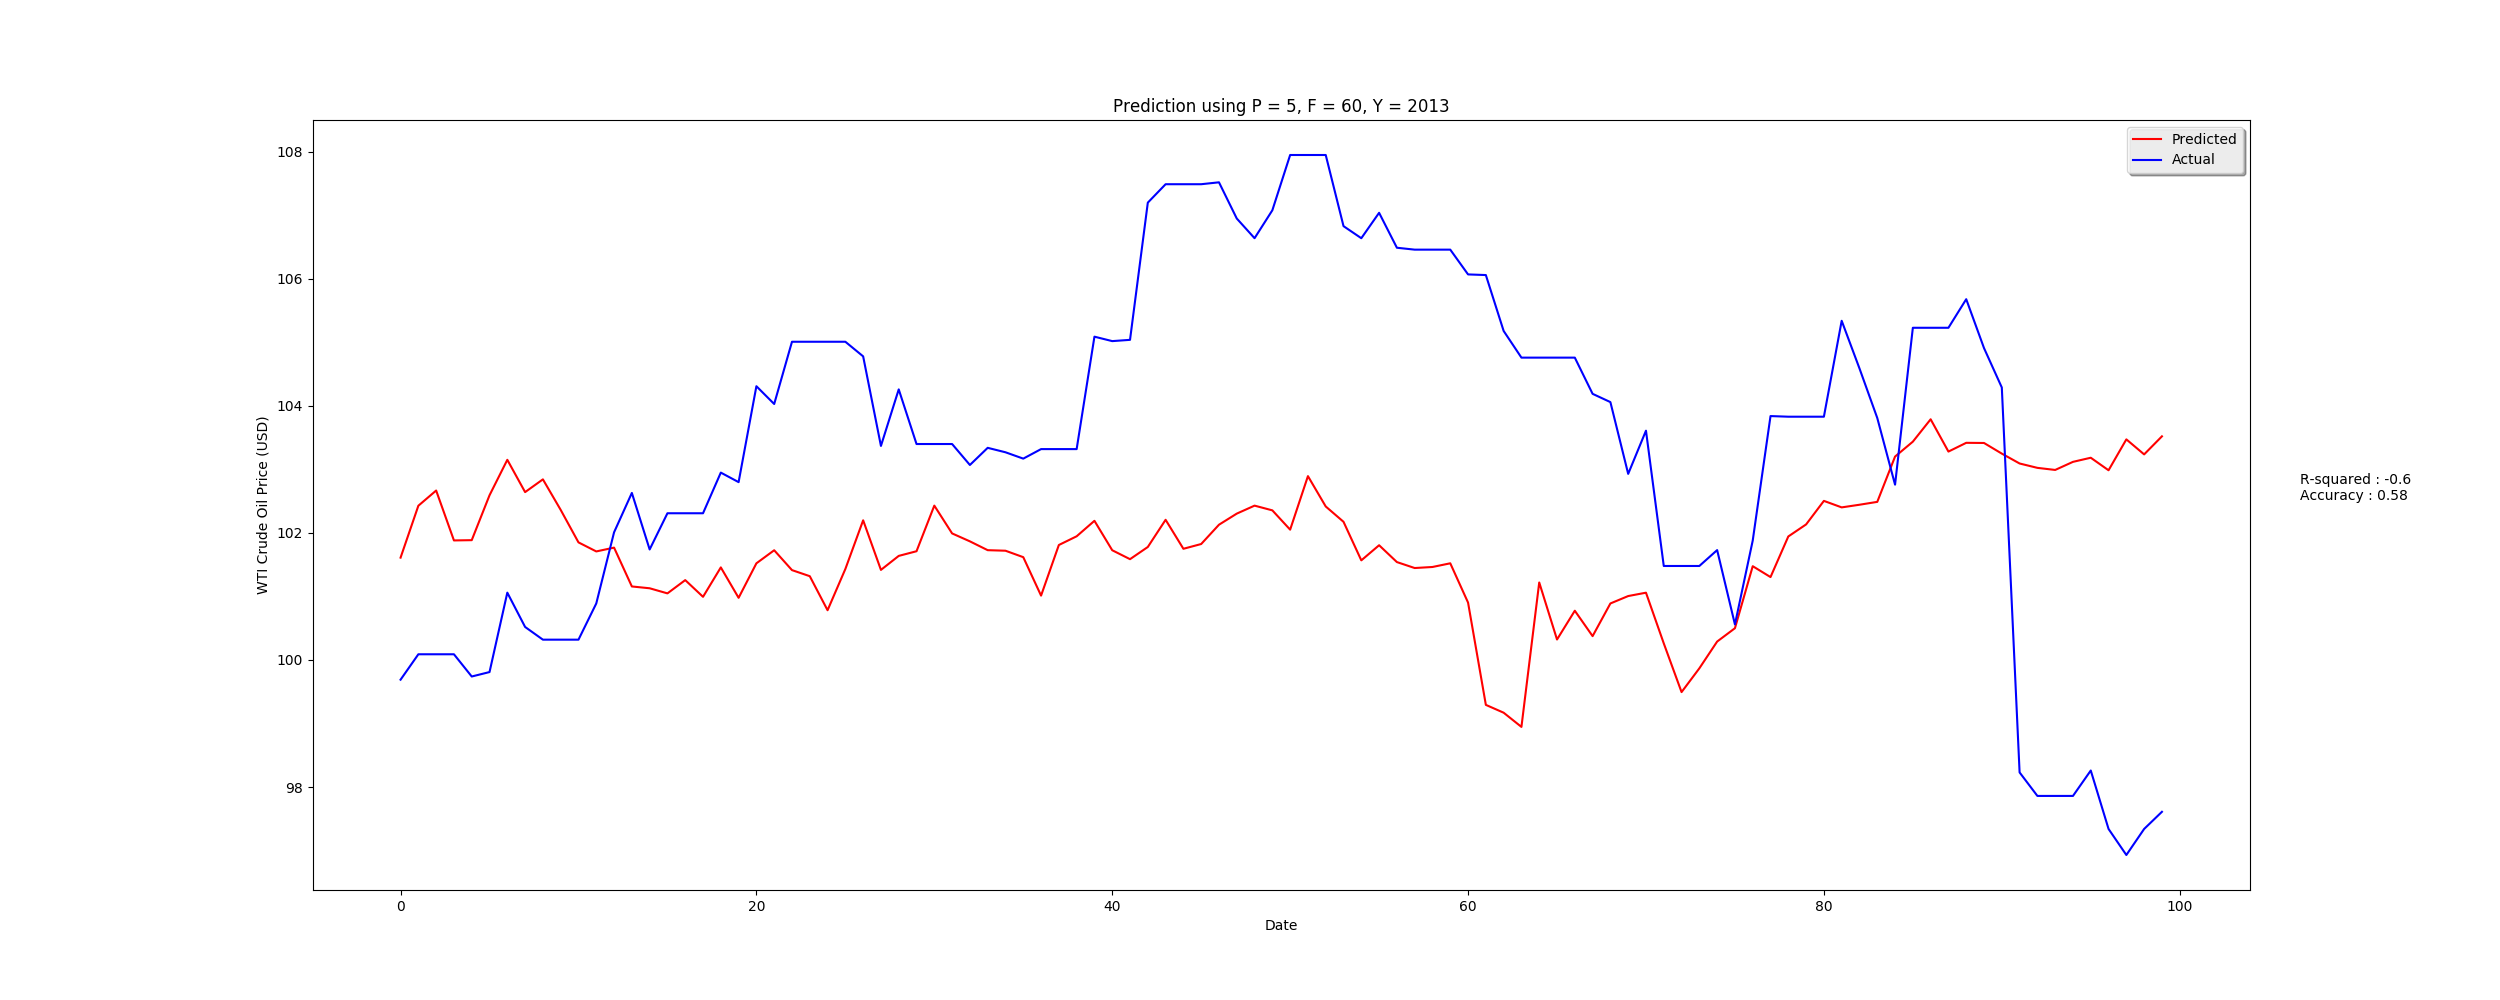 Prediction using P = 5, F = 60, Y = 2013
Predicted
Actual
108
106
104
102
100
98
WTI Crude Oil Price (USD)
R-squared : -0.6
Accuracy : 0.58
0 20 40 60 80 100
Date